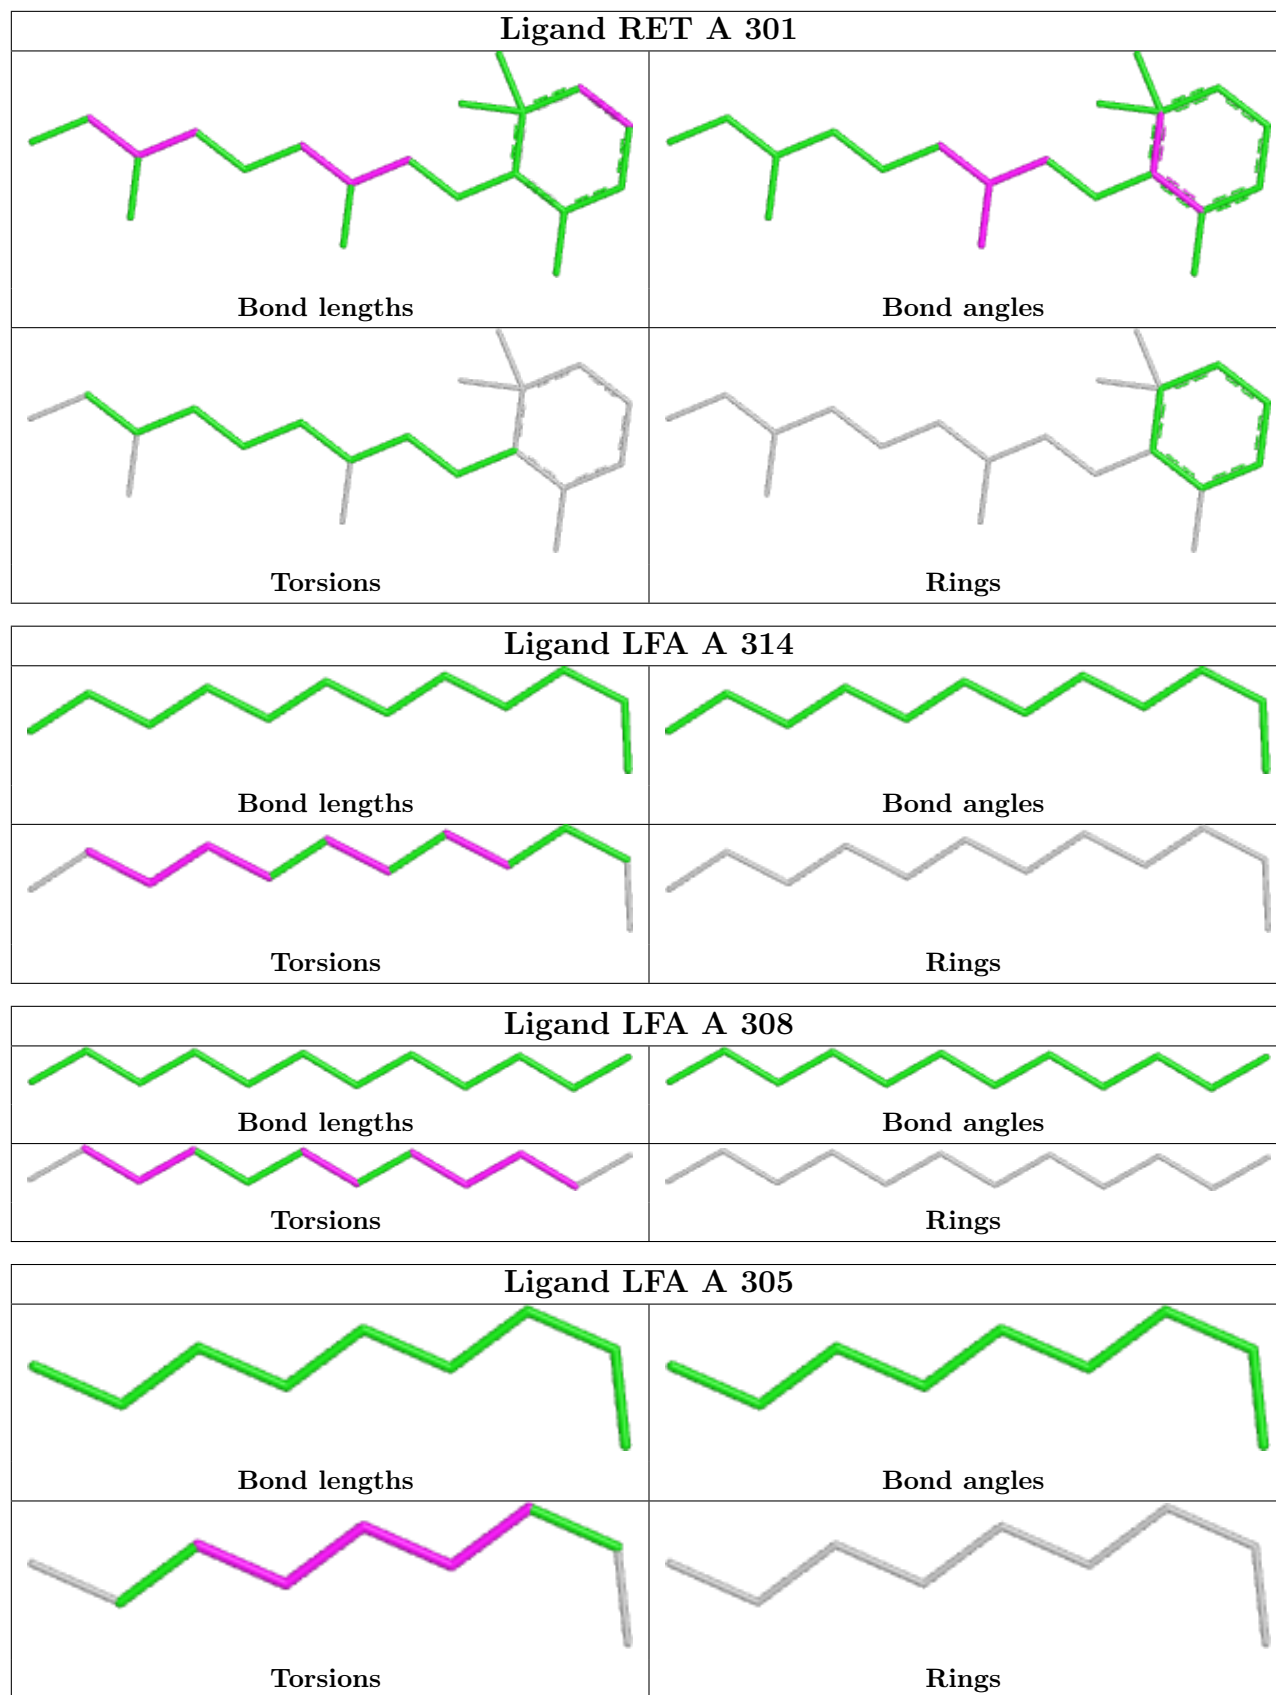 Ligand RET A 301
Bond lengths
Bond angles
Torsions
Rings
Ligand LFA A 314
Bond lengths
Bond angles
Torsions
Rings
Ligand LFA A 308
Bond lengths
Bond angles
Torsions
Rings
Ligand LFA A 305
Bond lengths
Bond angles
Torsions
Rings